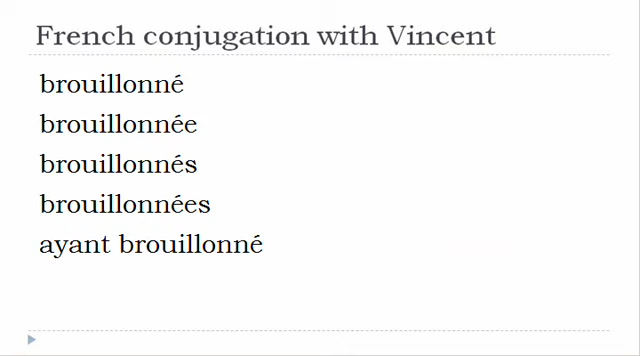 French conjugation with Vincent
brouillonné
brouillonnée
brouillonnés
brouillonnées
ayant brouillonné